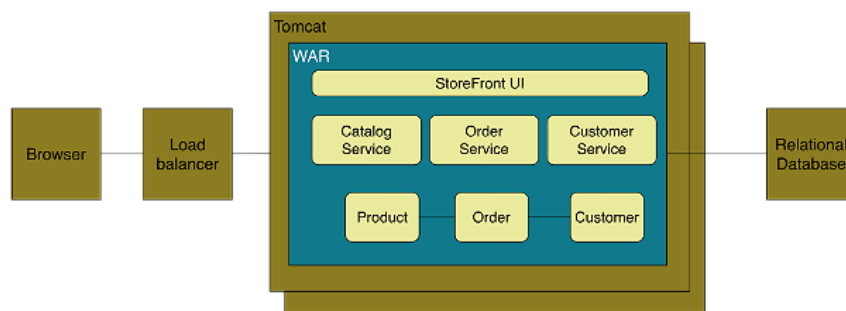 Tomcat
WAR
StoreFront UI
Browser
Load
balancer
Catalog
Service
Order
Service
Customer
Service
Relational
Database
Product
Order
Customer